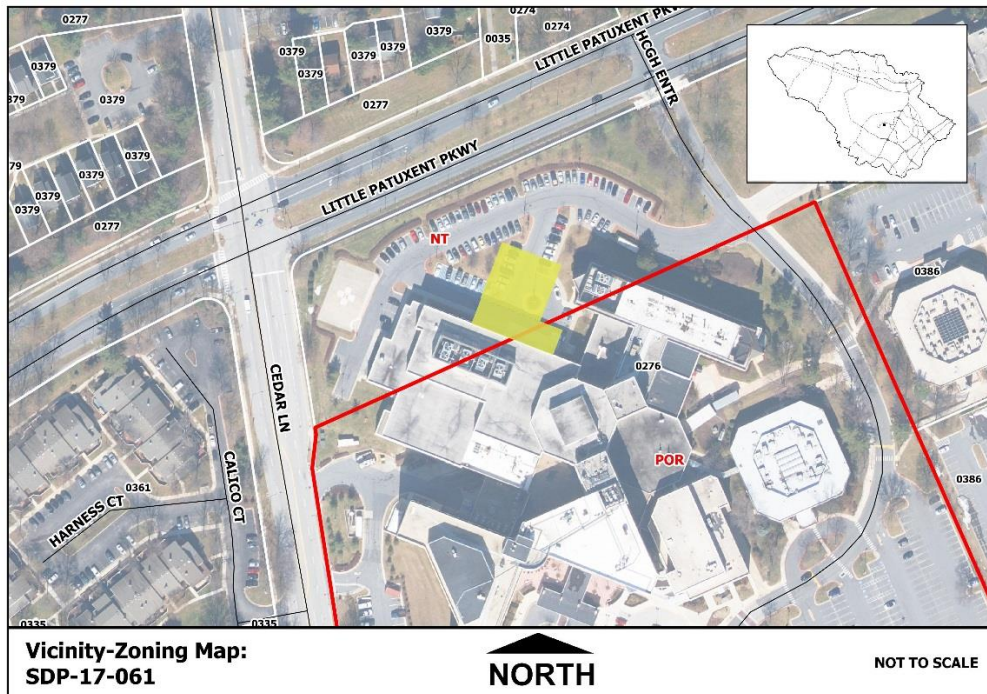 0277
0379
0274
0274
0035
0379
0379
0379
0379
0379
0379
0277
0379
0379
0379
0379
0379
0277
LITTLE PATUXENT PKWY
LITTLE PATUXENT PKWY
HCGH ENTR
NT
CEDAR LN
CALICO CT
HARNESS CT
0361
0276
POR
0386
0386
0335
0335
Vicinity-Zoning Map:
SDP-17-061
NORTH
NOT TO SCALE